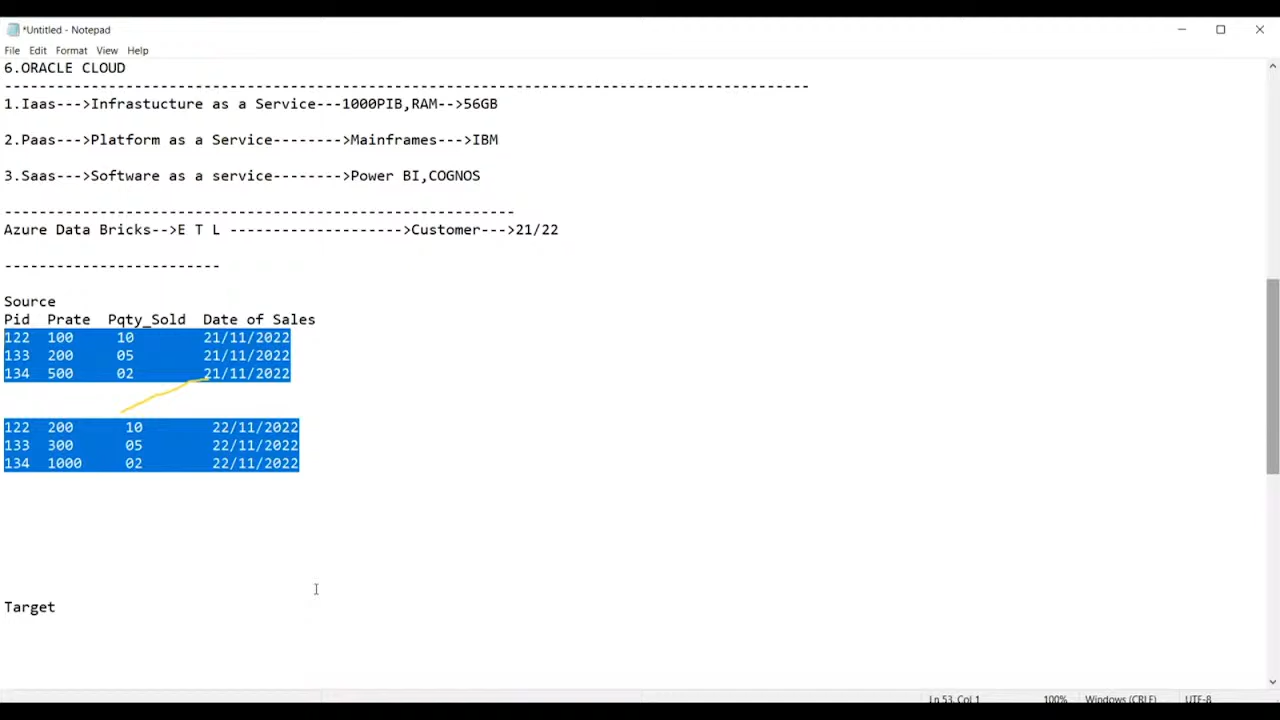 *Untitled - Notepad
File Edit Format View Help
6.ORACLE CLOUD
--------------------------------------------------------------------------------------------
1.Iaas--->Infrastucture as a Service---1000PIB,RAM-->56GB
2.Paas--->Platform as a Service-------->Mainframes--->IBM
3.Saas--->Software as a service-------->Power BI,COGNOS
-----------------------------------------------------------
Azure Data Bricks-->E T L -------------------->Customer--->21/22
-------------------------
Source
Pid Prate Pqty_Sold Date of Sales
122 100 10 21/11/2022
133 200 05 21/11/2022
134 500 02 21/11/2022
122 200 10 22/11/2022
133 300 05 22/11/2022
134 1000 02 22/11/2022
Target
Ln 53, Col 1 100% Windows (CRLF) UTF-8